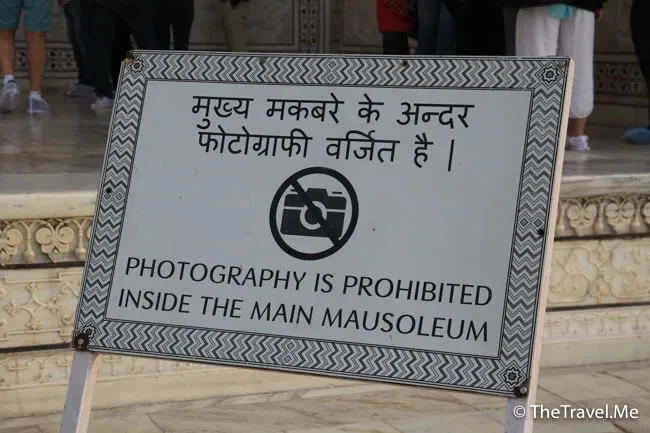 मुख्य मकबरे के अन्दर
फोटोग्राफी वर्जित है |
PHOTOGRAPHY IS PROHIBITED
INSIDE THE MAIN MAUSOLEUM
© TheTravel.Me